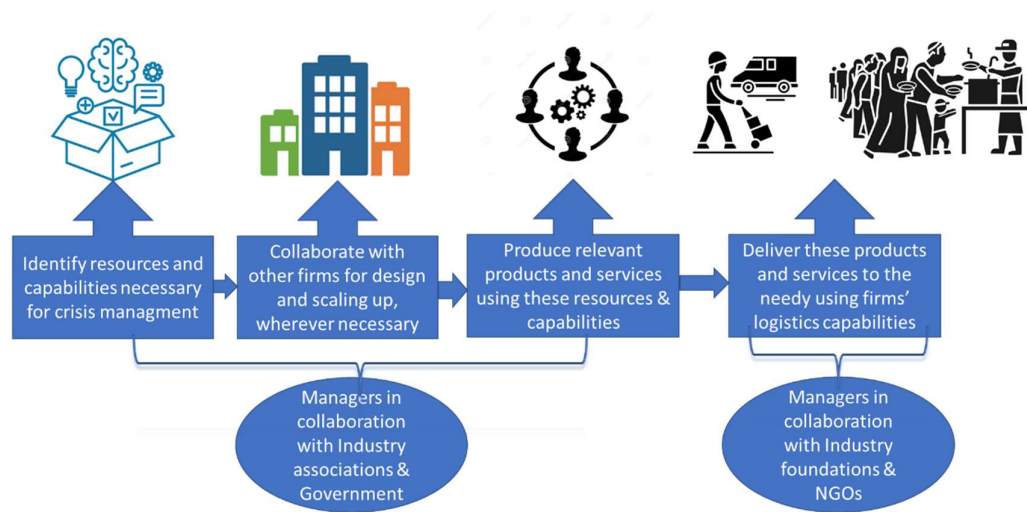 Identify resources and
capabilities necessary
for crisis managment
Collaborate with
other firms for design
and scaling up,
wherever necessary
Produce relevant
products and services
using these resources &
capabilities
Deliver these products
and services to the
needy using firms'
logistics capabilities
Managers in
collaboration
with Industry
associations &
Government
Managers in
collaboration
with Industry
foundations &
NGOs